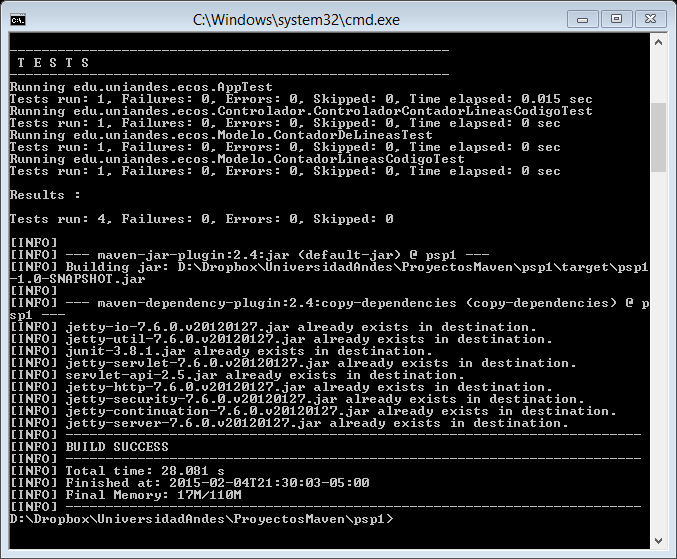 C:\Windows\system32\cmd.exe
-------------------------------------------------------
T E S T S
-------------------------------------------------------
Running edu.uniandes.ecos.AppTest
Tests run: 1, Failures: 0, Errors: 0, Skipped: 0, Time elapsed: 0.015 sec
Running edu.uniandes.ecos.Controlador.ControladorContadorLineasCodigoTest
Tests run: 1, Failures: 0, Errors: 0, Skipped: 0, Time elapsed: 0 sec
Running edu.uniandes.ecos.Modelo.ContadorDeLineasTest
Tests run: 1, Failures: 0, Errors: 0, Skipped: 0, Time elapsed: 0 sec
Running edu.uniandes.ecos.Modelo.ContadorLineasCodigoTest
Tests run: 1, Failures: 0, Errors: 0, Skipped: 0, Time elapsed: 0 sec
Results :
Tests run: 4, Failures: 0, Errors: 0, Skipped: 0
[INFO]
[INFO] --- maven-jar-plugin:2.4:jar (default-jar) @ psp1 ---
[INFO] Building jar: D:\Dropbox\UniversidadAndes\ProyectosMaven\psp1\target\psp1
-1.0-SNAPSHOT.jar
[INFO]
[INFO] --- maven-dependency-plugin:2.4:copy-dependencies (copy-dependencies) @ p
sp1 ---
[INFO] jetty-io-7.6.0.v20120127.jar already exists in destination.
[INFO] jetty-util-7.6.0.v20120127.jar already exists in destination.
[INFO] junit-3.8.1.jar already exists in destination.
[INFO] jetty-servlet-7.6.0.v20120127.jar already exists in destination.
[INFO] servlet-api-2.5.jar already exists in destination.
[INFO] jetty-http-7.6.0.v20120127.jar already exists in destination.
[INFO] jetty-security-7.6.0.v20120127.jar already exists in destination.
[INFO] jetty-continuation-7.6.0.v20120127.jar already exists in destination.
[INFO] jetty-server-7.6.0.v20120127.jar already exists in destination.
[INFO] ------------------------------------------------------------------------
[INFO] BUILD SUCCESS
[INFO] ------------------------------------------------------------------------
[INFO] Total time: 28.081 s
[INFO] Finished at: 2015-02-04T21:30:03-05:00
[INFO] Final Memory: 17M/110M
[INFO] ------------------------------------------------------------------------
D:\Dropbox\UniversidadAndes\ProyectosMaven\psp1>